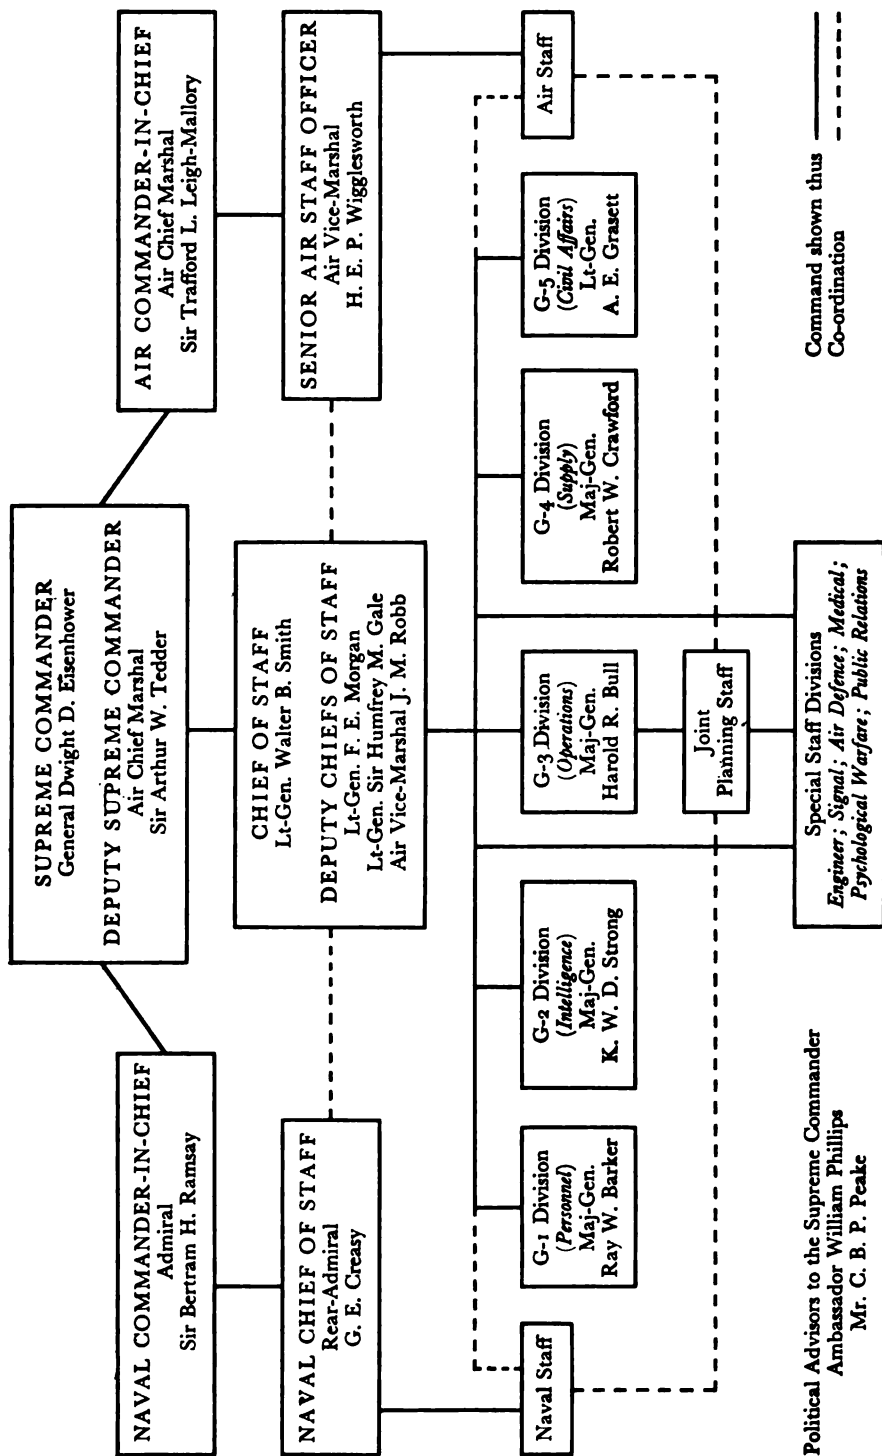 SUPREME COMMANDER
General Dwight D. Eisenhower
DEPUTY SUPREME COMMANDER
Air Chief Marshal
Sir Arthur W. Tedder
NAVAL COMMANDER-IN-CHIEF
Admiral
Sir Bertram H. Ramsay
AIR COMMANDER-IN-CHIEF
Air Chief Marshal
Sir Trafford L. Leigh-Mallory
NAVAL CHIEF OF STAFF
Rear-Admiral
G. E. Creasy
CHIEF OF STAFF
Lt-Gen. Walter B. Smith
DEPUTY CHIEFS OF STAFF
Lt-Gen. F. E. Morgan
Lt-Gen. Sir Humfrey M. Gale
Air Vice-Marshal J. M. Robb
SENIOR AIR STAFF OFFICER
Air Vice-Marshal
H. E. P. Wigglesworth
Naval Staff
G-1 Division
(Personnel)
Maj-Gen.
Ray W. Barker
G-2 Division
(Intelligence)
Maj-Gen.
K. W. D. Strong
G-3 Division
(Operations)
Maj-Gen.
Harold R. Bull
G-4 Division
(Supply)
Maj-Gen.
Robert W. Crawford
G-5 Division
(Civil Affairs)
Lt-Gen.
A. E. Grasett
Air Staff
Joint
Planning Staff
Special Staff Divisions
Engineer; Signal; Air Defence; Medical;
Psychological Warfare; Public Relations
Political Advisors to the Supreme Commander
Ambassador William Phillips
Mr. C. B. P. Peake
Command shown thus
Co-ordination